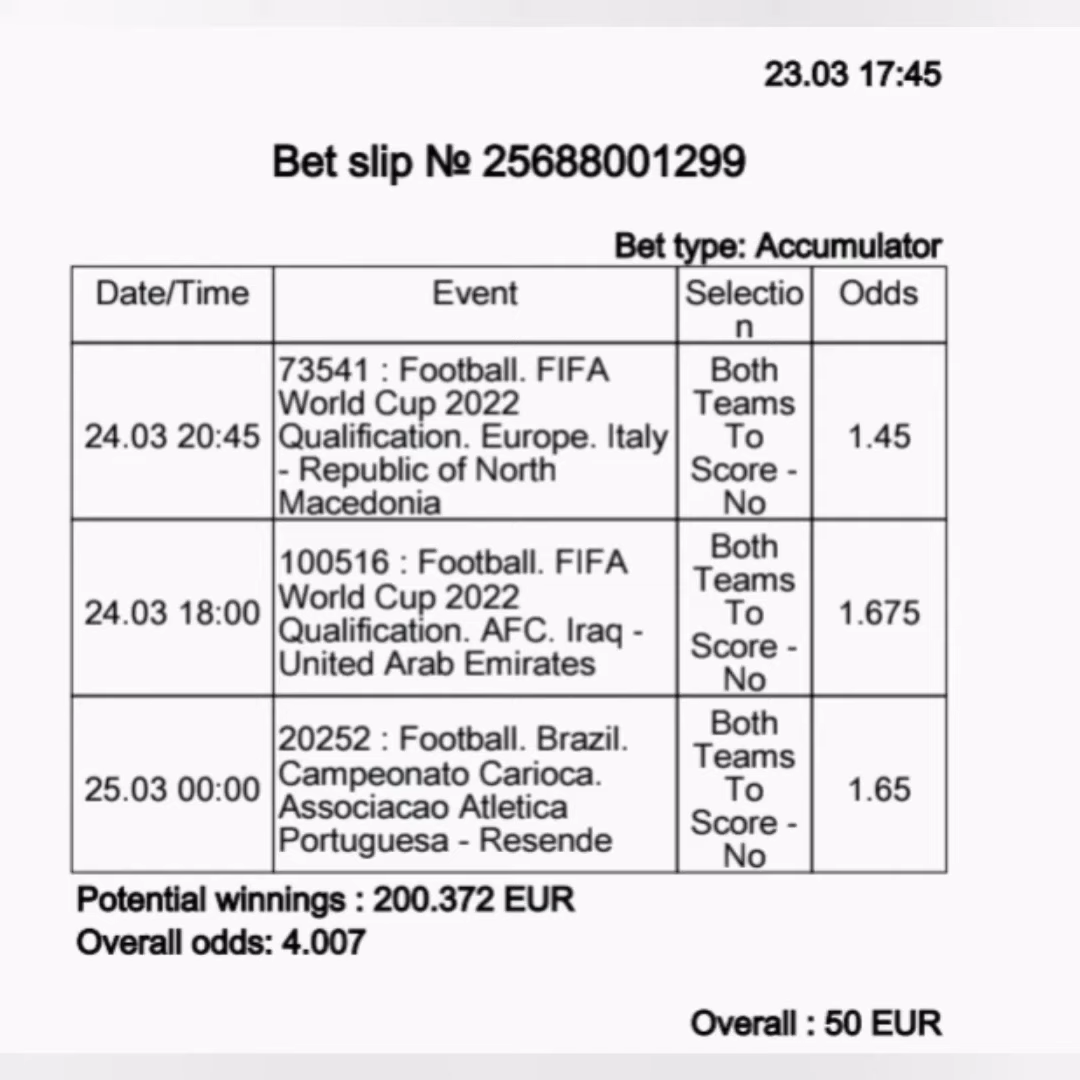 23.03 17:45
Bet slip № 25688001299
Bet type: Accumulator
Date/Time Event Selectio Odds
n
24.03 20:45
73541 : Football. FIFA
World Cup 2022
Qualification. Europe. Italy
- Republic of North
Macedonia
Both
Teams
To
Score -
No
1.45
24.03 18:00
100516 : Football. FIFA
World Cup 2022
Qualification. AFC. Iraq -
United Arab Emirates
Both
Teams
To
Score -
No
1.675
25.03 00:00
20252 : Football. Brazil.
Campeonato Carioca.
Associacao Atletica
Portuguesa - Resende
Both
Teams
To
Score -
No
1.65
Potential winnings : 200.372 EUR
Overall odds: 4.007
Overall : 50 EUR